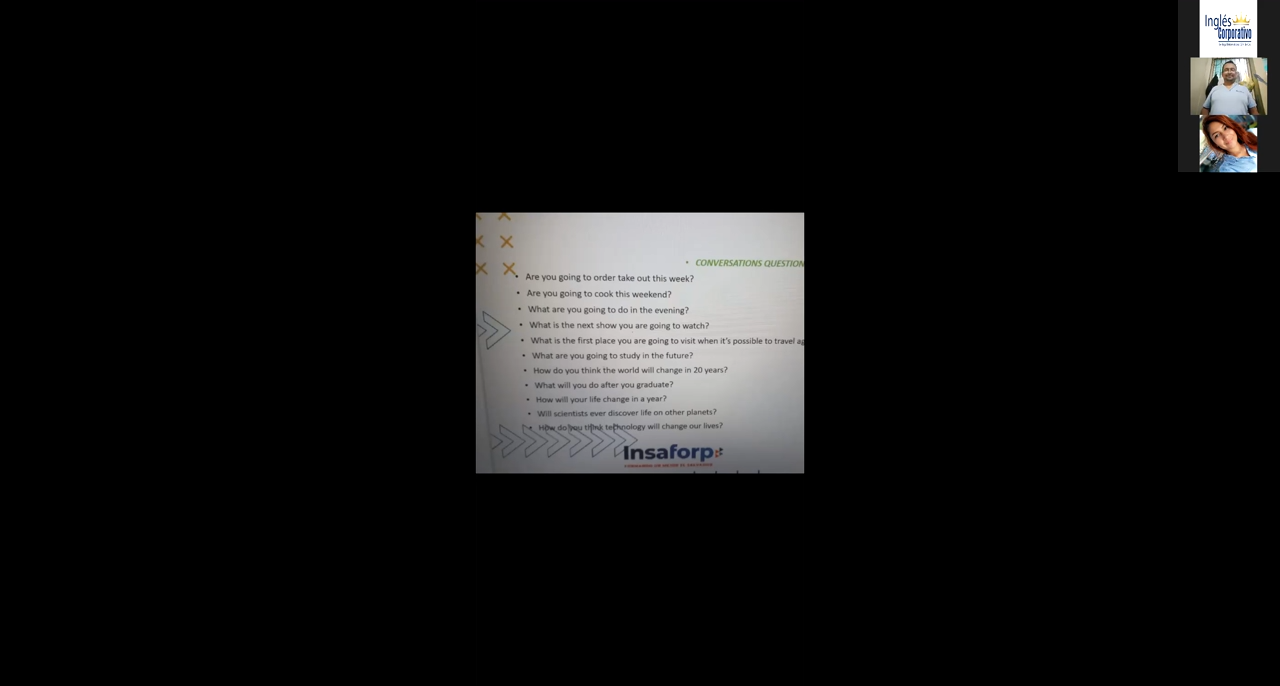 Inglés
Corporativo
• CONVERSATIONS QUESTION
• Are you going to order take out this week?
• Are you going to cook this weekend?
• What are you going to do in the evening?
• What is the next show you are going to watch?
• What is the first place you are going to visit when it's possible to travel ag
• What are you going to study in the future?
• How do you think the world will change in 20 years?
• What will you do after you graduate?
• How will your life change in a year?
• Will scientists ever discover life on other planets?
• How do you think technology will change our lives?
Insaforp